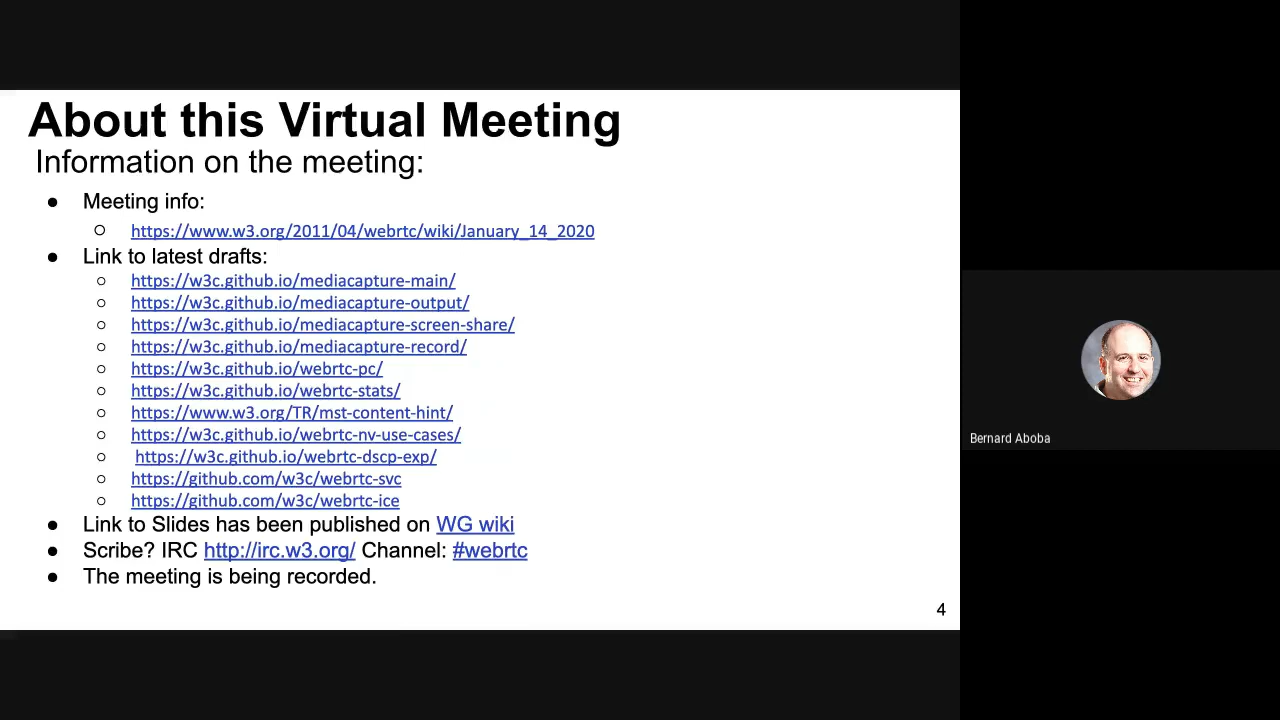 About this Virtual Meeting
Information on the meeting:
● Meeting info:
○ https://www.w3.org/2011/04/webrtc/wiki/January_14_2020
● Link to latest drafts:
○ https://w3c.github.io/mediacapture-main/
○ https://w3c.github.io/mediacapture-output/
○ https://w3c.github.io/mediacapture-screen-share/
○ https://w3c.github.io/mediacapture-record/
○ https://w3c.github.io/webrtc-pc/
○ https://w3c.github.io/webrtc-stats/
○ https://www.w3.org/TR/mst-content-hint/
○ https://w3c.github.io/webrtc-nv-use-cases/
○ https://w3c.github.io/webrtc-dscp-exp/
○ https://github.com/w3c/webrtc-svc
○ https://github.com/w3c/webrtc-ice
● Link to Slides has been published on WG wiki
● Scribe? IRC http://irc.w3.org/ Channel: #webrtc
● The meeting is being recorded.
4
Bernard Aboba